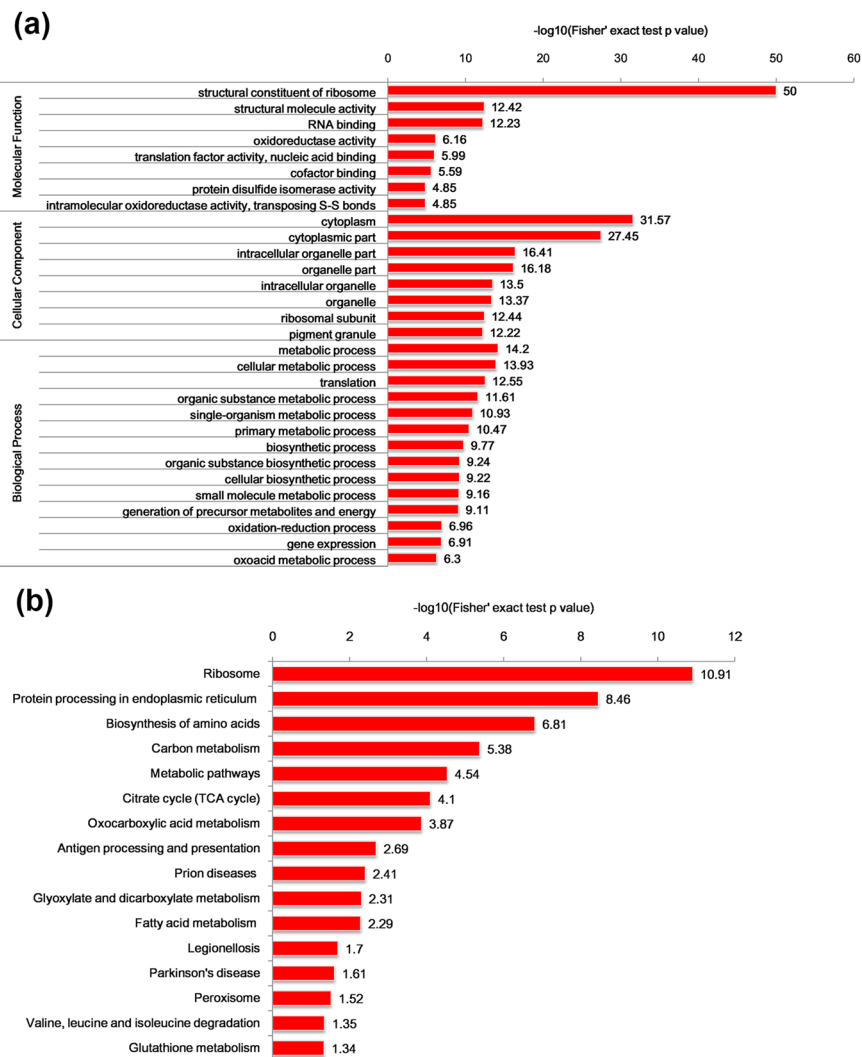 (a)
-log10(Fisher' exact test p value)
0 10 20 30 40 50 60
Molecular Function
structural constituent of ribosome 50
structural molecule activity 12.42
RNA binding 12.23
oxidoreductase activity 6.16
translation factor activity, nucleic acid binding 5.99
cofactor binding 5.59
protein disulfide isomerase activity 4.85
intramolecular oxidoreductase activity, transposing S-S bonds 4.85
Cellular Component
cytoplasm 31.57
cytoplasmic part 27.45
intracellular organelle part 16.41
organelle part 16.18
intracellular organelle 13.5
organelle 13.37
ribosomal subunit 12.44
pigment granule 12.22
Biological Process
metabolic process 14.2
cellular metabolic process 13.93
translation 12.55
organic substance metabolic process 11.61
single-organism metabolic process 10.93
primary metabolic process 10.47
biosynthetic process 9.77
organic substance biosynthetic process 9.24
cellular biosynthetic process 9.22
small molecule metabolic process 9.16
generation of precursor metabolites and energy 9.11
oxidation-reduction process 6.96
gene expression 6.91
oxoacid metabolic process 6.3
(b)
-log10(Fisher' exact test p value)
0 2 4 6 8 10 12
Ribosome 10.91
Protein processing in endoplasmic reticulum 8.46
Biosynthesis of amino acids 6.81
Carbon metabolism 5.38
Metabolic pathways 4.54
Citrate cycle (TCA cycle) 4.1
Oxocarboxylic acid metabolism 3.87
Antigen processing and presentation 2.69
Prion diseases 2.41
Glyoxylate and dicarboxylate metabolism 2.31
Fatty acid metabolism 2.29
Legionellosis 1.7
Parkinson's disease 1.61
Peroxisome 1.52
Valine, leucine and isoleucine degradation 1.35
Glutathione metabolism 1.34